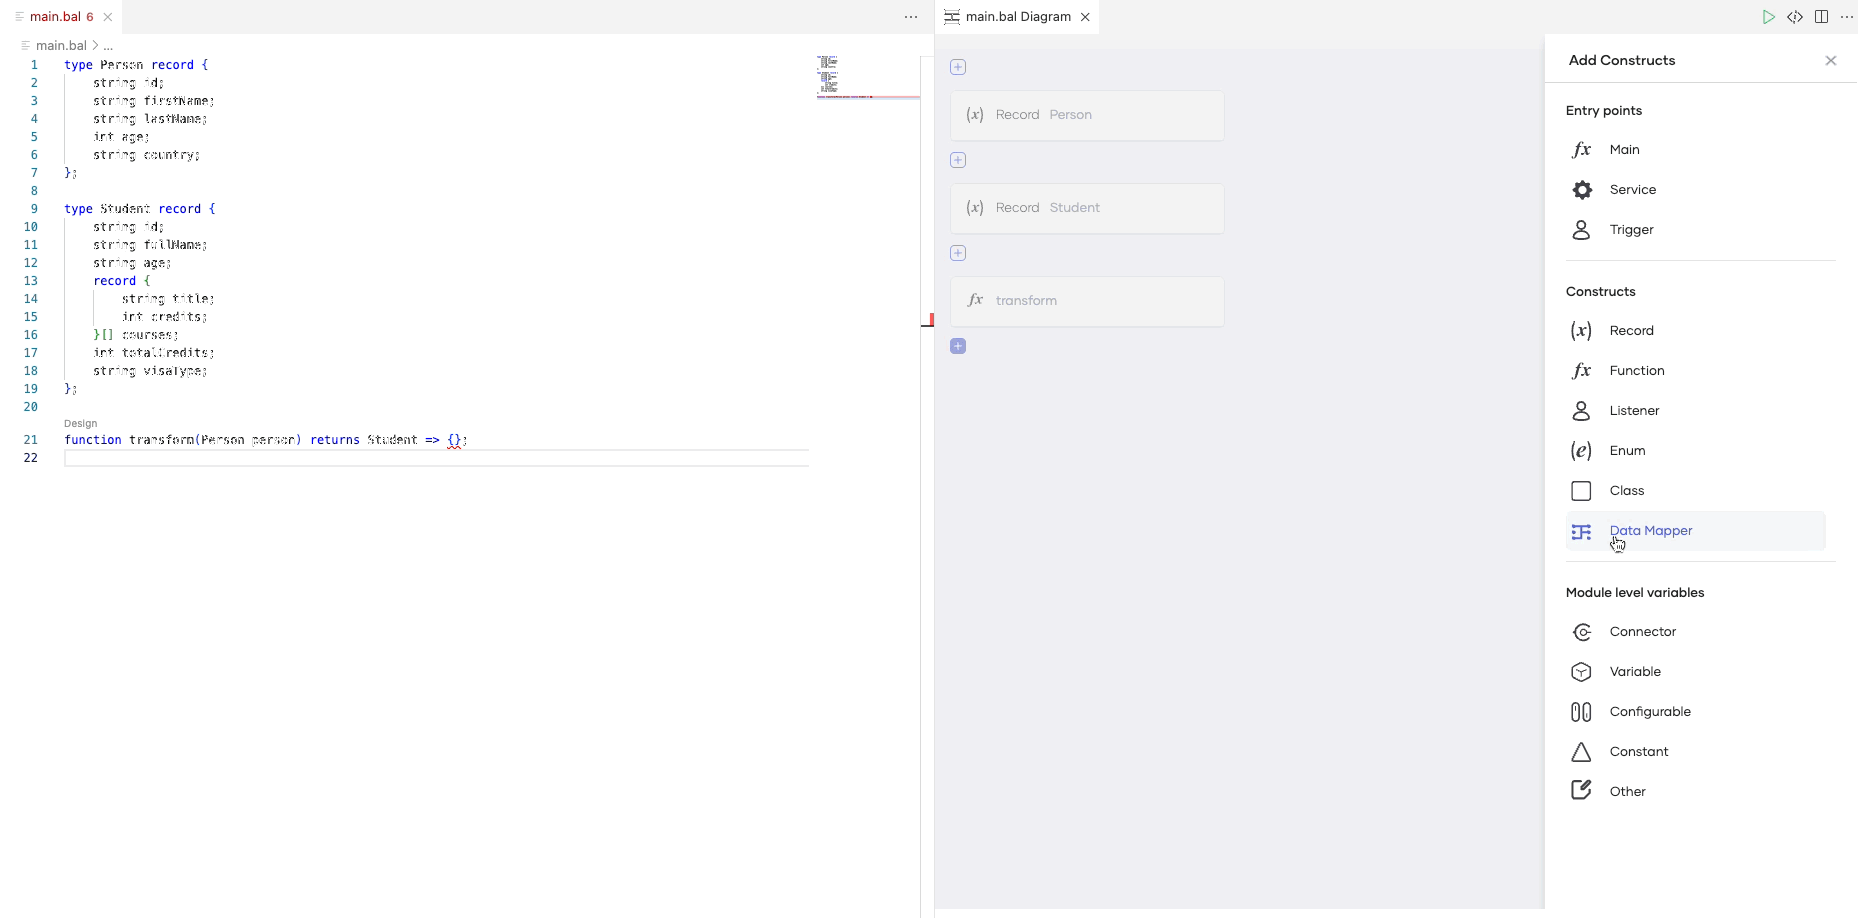 main.bal 6
main.bal > ...
1 type Person record {
2 string id;
3 string firstName;
4 string lastName;
5 int age;
6 string country;
7 };
8
9 type Student record {
10 string id;
11 string fullName;
12 string age;
13 record {
14 string title;
15 int credits;
16 }[] courses;
17 int totalCredits;
18 string visaType;
19 };
20
Design
21 function transform(Person person) returns Student => {};
22
main.bal Diagram
(x) Record Person
(x) Record Student
fx transform
Add Constructs
Entry points
fx Main
Service
Trigger
Constructs
(x) Record
fx Function
Listener
(e) Enum
Class
Data Mapper
Module level variables
Connector
Variable
Configurable
Constant
Other